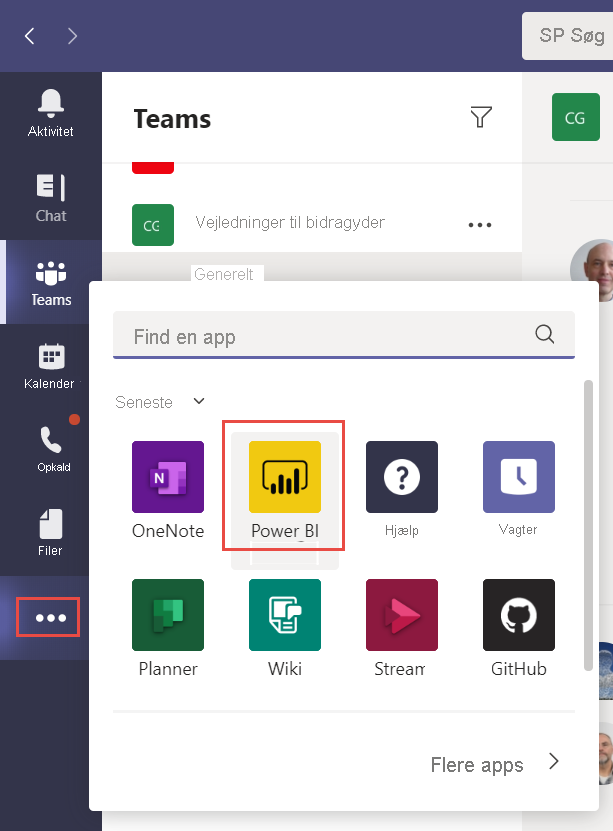 SP Søg
Aktivitet
Teams
CG
Chat
CG
Vejledninger til bidragyder
Teams
Generelt
Find en app
Kalender
Seneste
Opkald
N
OneNote
Power BI
Hjælp
Vagter
Filer
Planner
Wiki
Stream
GitHub
Flere apps